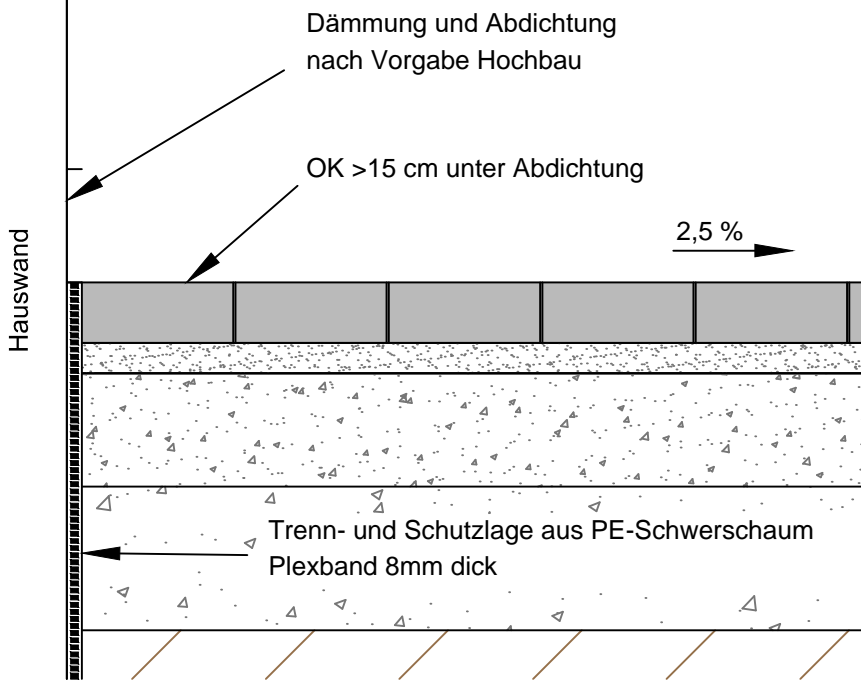 Dämmung und Abdichtung
nach Vorgabe Hochbau
OK >15 cm unter Abdichtung
2,5 %
Hauswand
Trenn- und Schutzlage aus PE-Schwerschaum
Plexband 8mm dick